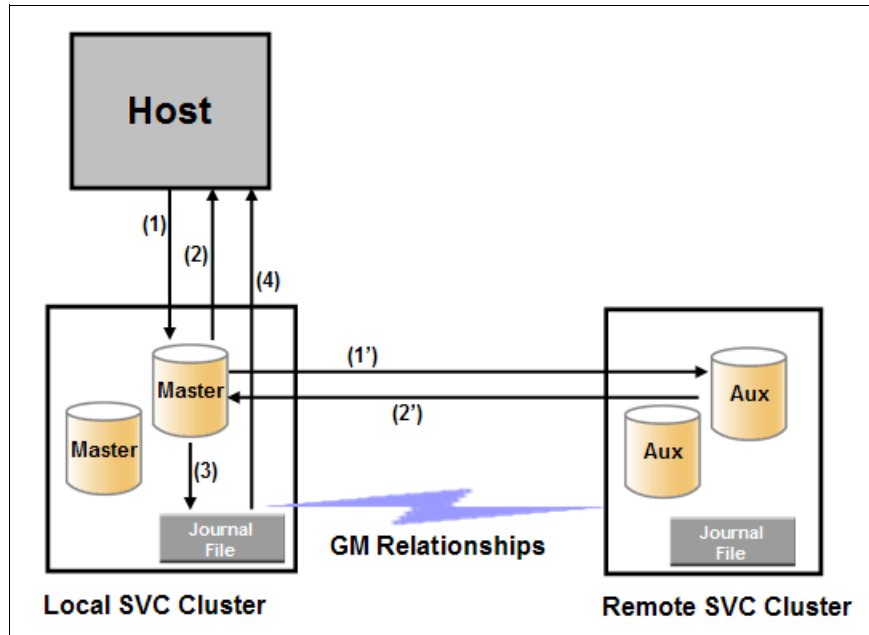 Host
(1)
(2)
(4)
(1')
Master
Aux
(2')
Master
Aux
(3)
Journal
File
GM Relationships
Journal
File
Local SVC Cluster
Remote SVC Cluster